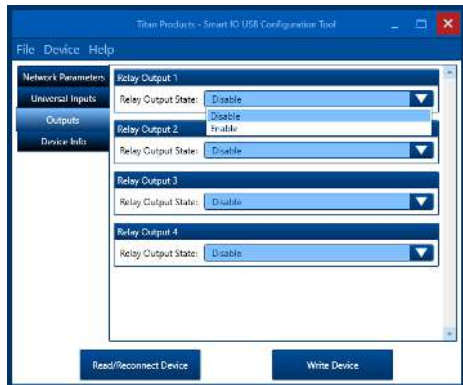 Titan Products - Smart IO USB Configuration Tool
File Device Help
Network Parameters
Universal Inputs
Outputs
Device Info
Relay Output 1
Relay Output State: Disable
Disable
Enable
Relay Output 2
Relay Output State: Disable
Relay Output 3
Relay Output State: Disable
Relay Output 4
Relay Output State: Disable
Read/Reconnect Device
Write Device